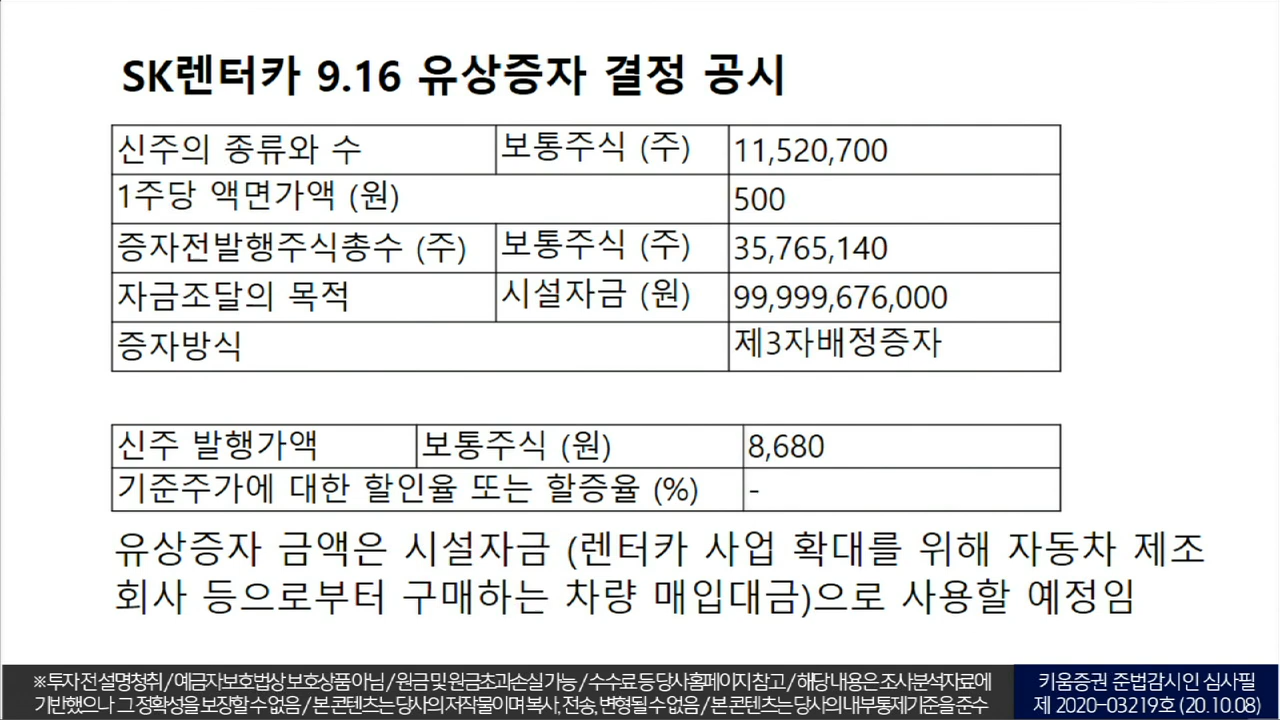 SK렌터카 9.16 유상증자 결정 공시
신주의 종류와 수 보통주식 (주) 11,520,700
1주당 액면가액 (원) 500
증자전발행주식총수 (주) 보통주식 (주) 35,765,140
자금조달의 목적 시설자금 (원) 99,999,676,000
증자방식 제3자배정증자
신주 발행가액 보통주식 (원) 8,680
기준주가에 대한 할인율 또는 할증율 (%) -
유상증자 금액은 시설자금 (렌터카 사업 확대를 위해 자동차 제조
회사 등으로부터 구매하는 차량 매입대금)으로 사용할 예정임
※투자 전 설명청취 / 예금자보호법상 보호상품 아님 / 원금 및 원금초과손실 가능 / 수수료 등 당사홈페이지 참고 / 해당 내용은 조사분석자료에
기반했으나 그 정확성을 보장할 수 없음 / 본 콘텐츠는 당사의 저작물이며 복사, 전송, 변형될 수 없음 / 본 콘텐츠는 당사의 내부통제기준을 준수
키움증권 준법감시인 심사필
제 2020-03219호 (20.10.08)